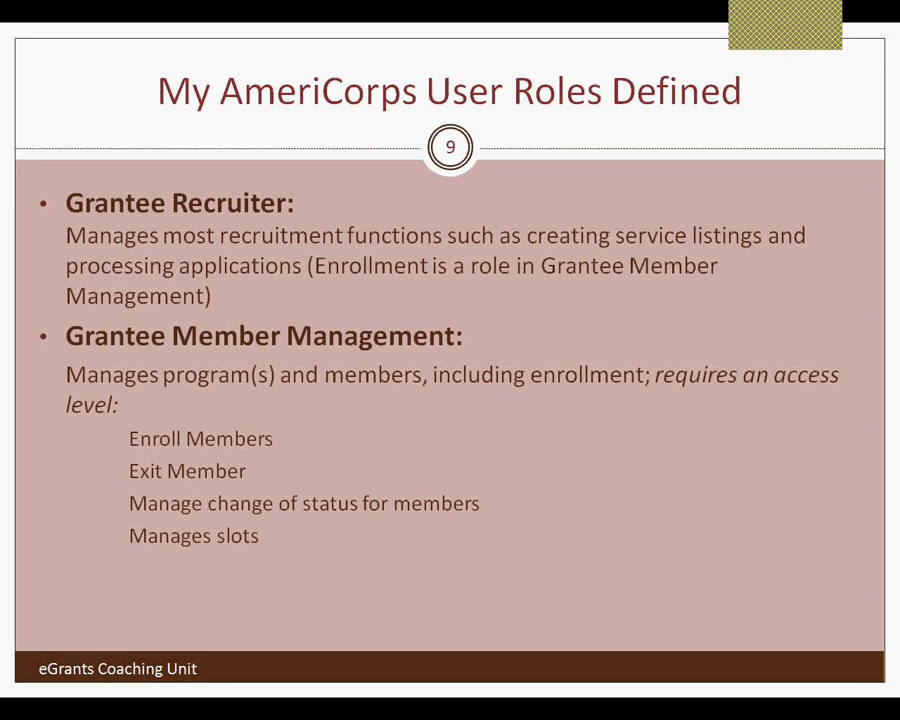 My AmeriCorps User Roles Defined
9
• Grantee Recruiter:
Manages most recruitment functions such as creating service listings and
processing applications (Enrollment is a role in Grantee Member
Management)
• Grantee Member Management:
Manages program(s) and members, including enrollment; requires an access
level:
Enroll Members
Exit Member
Manage change of status for members
Manages slots
eGrants Coaching Unit